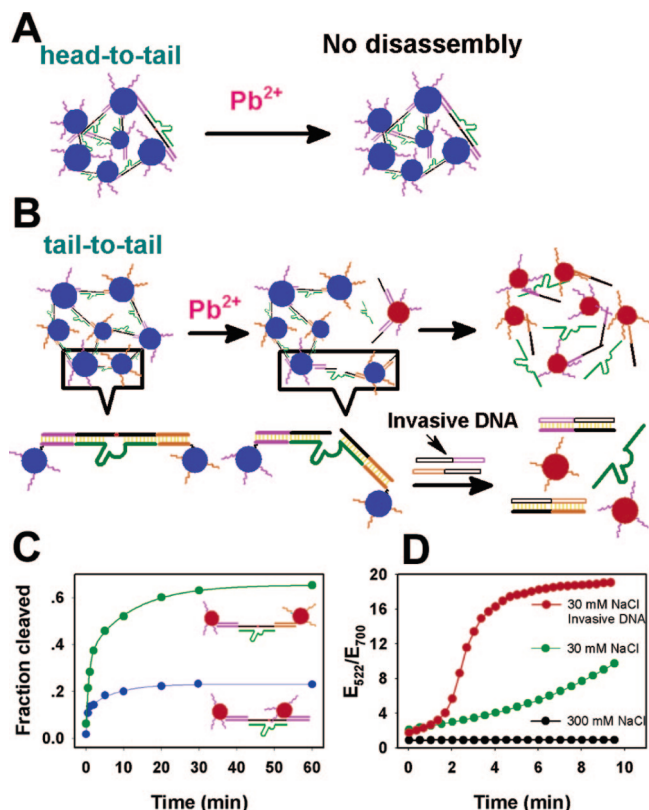 A
head-to-tail
No disassembly
Pb²⁺
B
tail-to-tail
Pb²⁺
Invasive DNA
C
D
.6
.4
.2
0.0
Fraction cleaved
0 10 20 30 40 50 60
Time (min)
20
16
12
8
4
0
E₅₂₂/E₇₀₀
30 mM NaCl
Invasive DNA
30 mM NaCl
300 mM NaCl
0 2 4 6 8 10
Time (min)